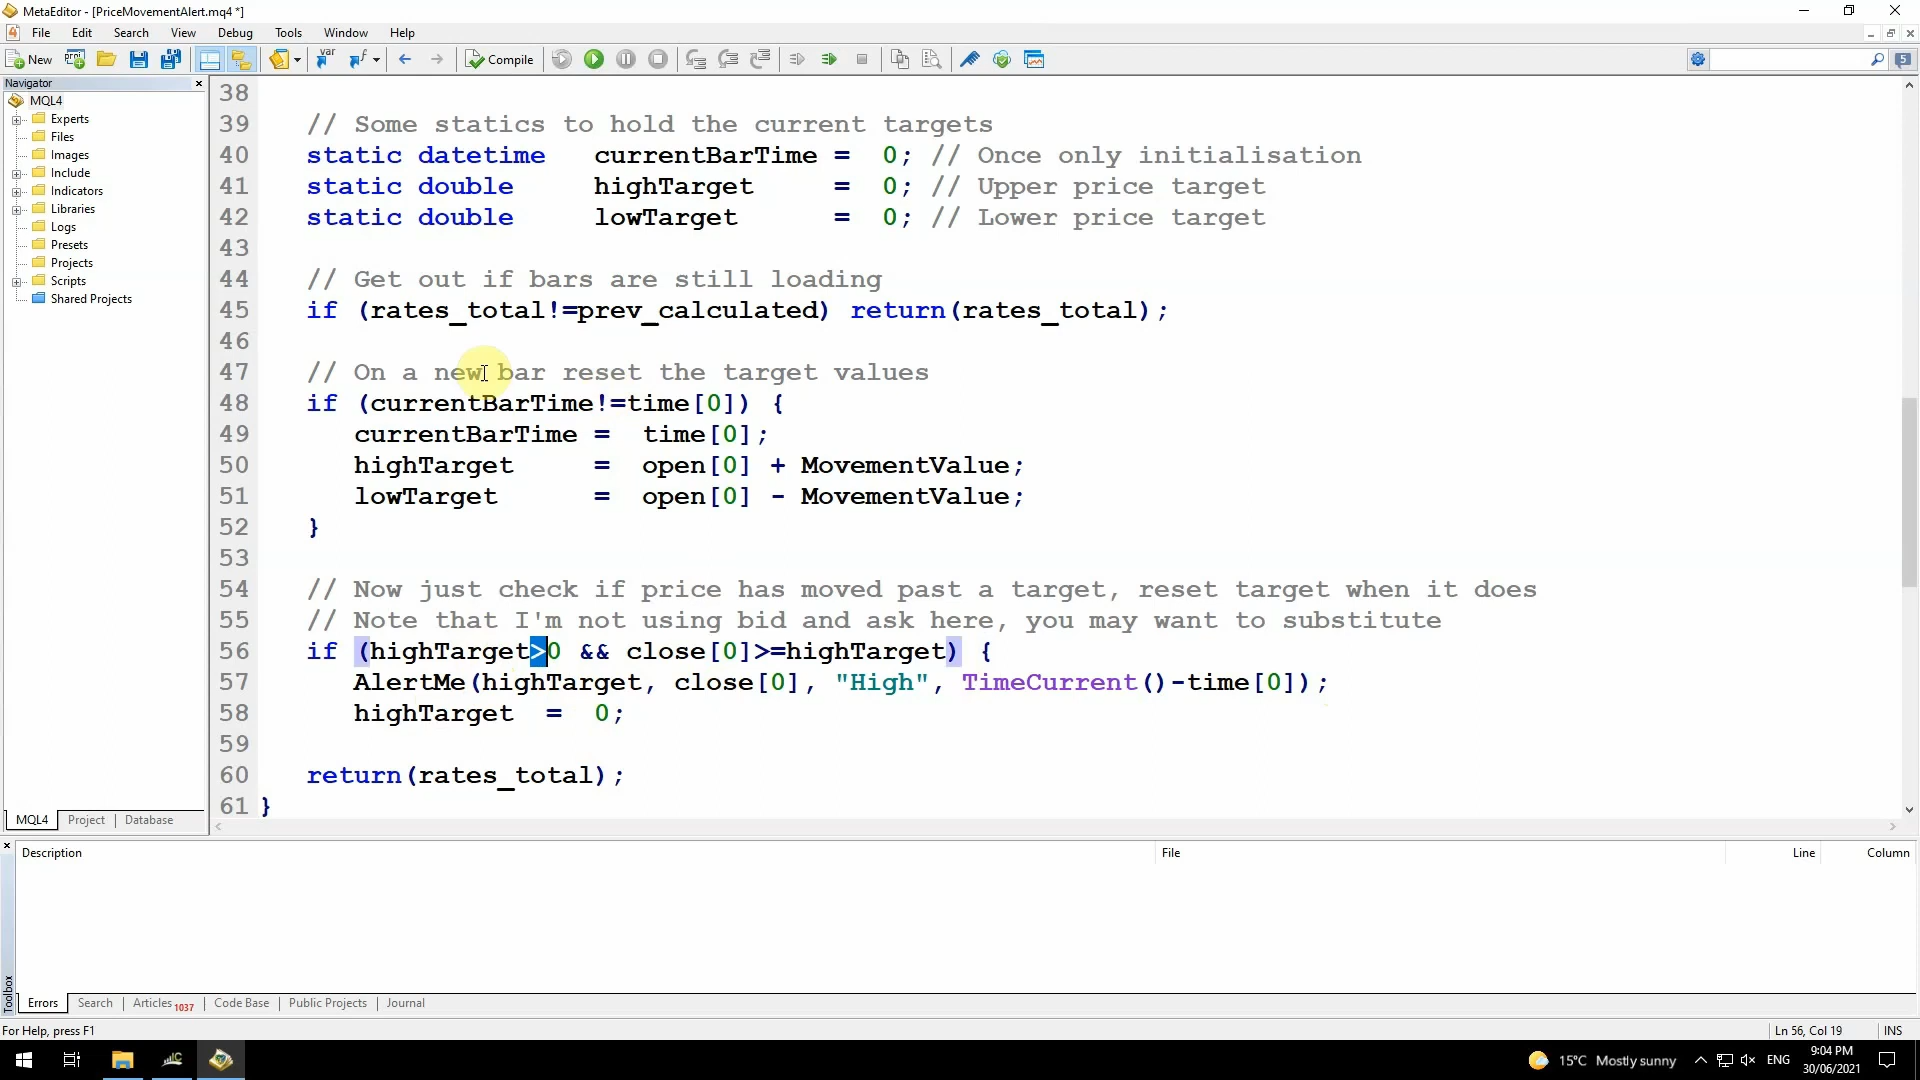 MetaEditor - [PriceMovementAlert.mq4 *]
File Edit Search View Debug Tools Window Help
New Compile 5
Navigator
MQL4
Experts
Files
Images
Include
Indicators
Libraries
Logs
Presets
Projects
Scripts
Shared Projects
MQL4 Project Database
38
39 // Some statics to hold the current targets
40 static datetime currentBarTime = 0; // Once only initialisation
41 static double highTarget = 0; // Upper price target
42 static double lowTarget = 0; // Lower price target
43
44 // Get out if bars are still loading
45 if (rates_total!=prev_calculated) return(rates_total);
46
47 // On a new bar reset the target values
48 if (currentBarTime!=time[0]) {
49 currentBarTime = time[0];
50 highTarget = open[0] + MovementValue;
51 lowTarget = open[0] - MovementValue;
52 }
53
54 // Now just check if price has moved past a target, reset target when it does
55 // Note that I'm not using bid and ask here, you may want to substitute
56 if (highTarget>0 && close[0]>=highTarget) {
57 AlertMe(highTarget, close[0], "High", TimeCurrent()-time[0]);
58 highTarget = 0;
59
60 return(rates_total);
61 }
Description File Line Column
Toolbox
Errors Search Articles 1037 Code Base Public Projects Journal
For Help, press F1 Ln 56, Col 19 INS
15°C Mostly sunny ENG 9:04 PM
30/06/2021